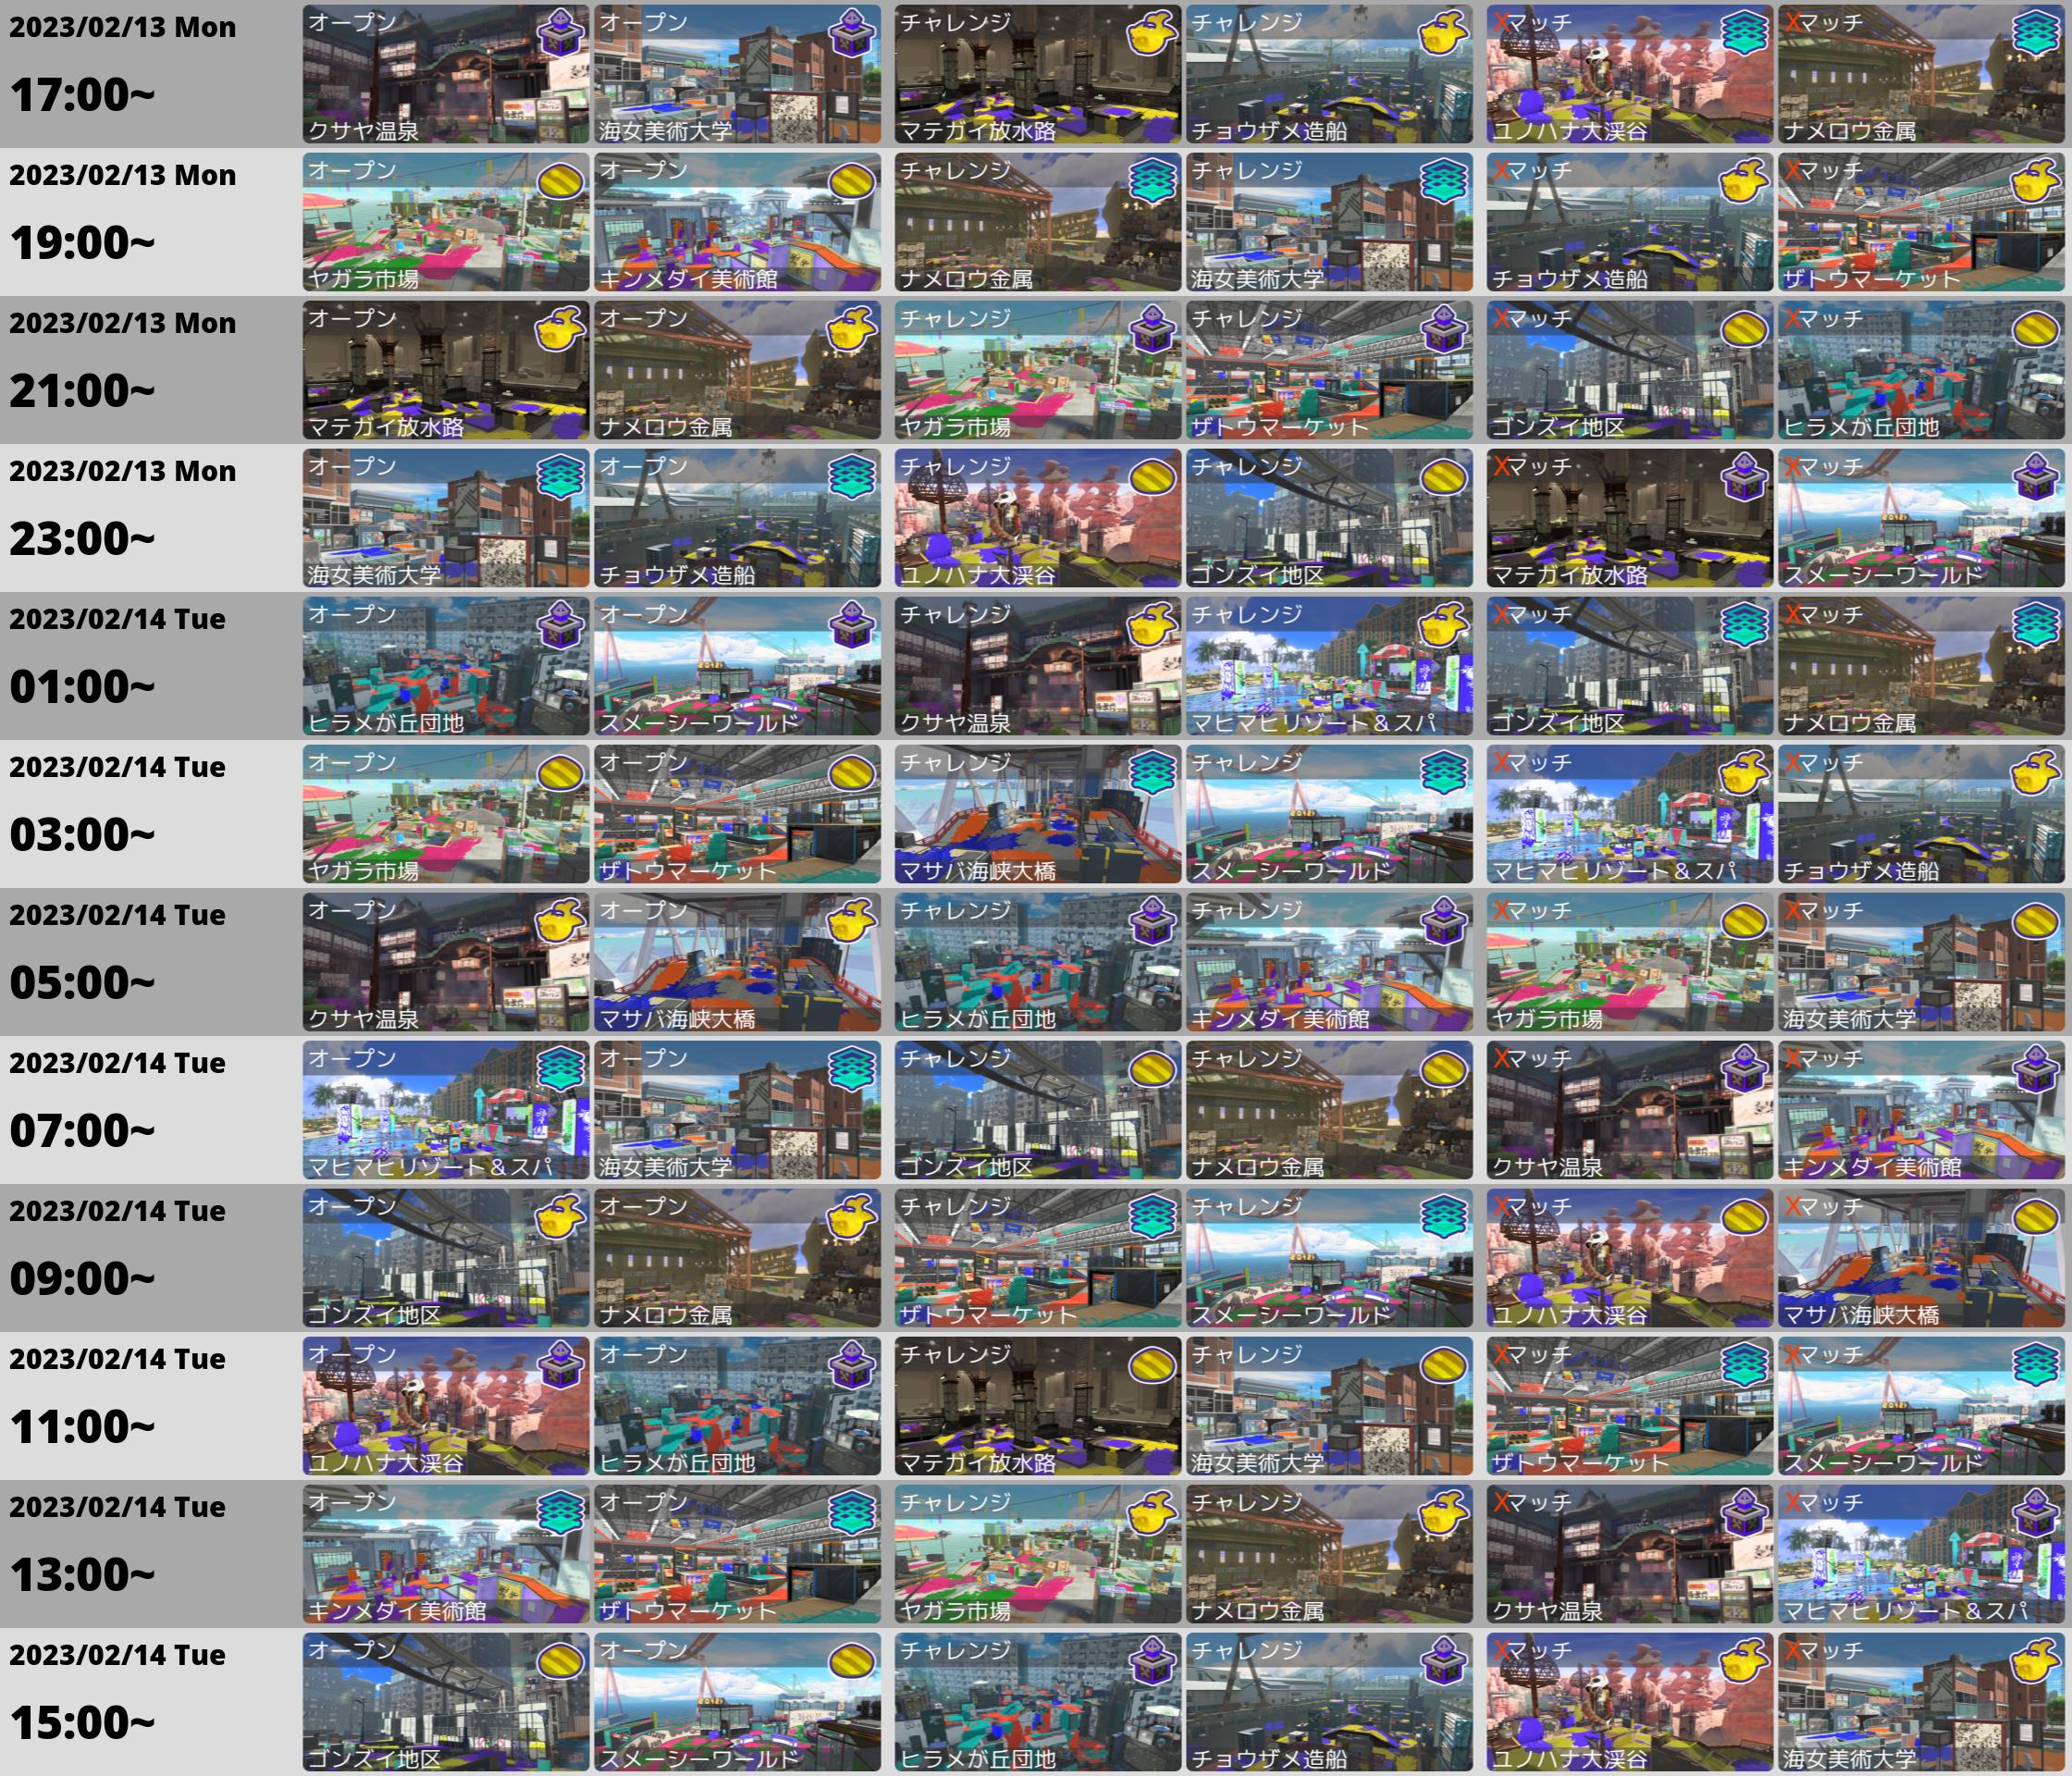 2023/02/13 Mon
17:00~
オープン オープン チャレンジ チャレンジ Xマッチ Xマッチ
クサヤ温泉 海女美術大学 マテガイ放水路 チョウザメ造船 ユノハナ大渓谷 ナメロウ金属
2023/02/13 Mon
19:00~
オープン オープン チャレンジ チャレンジ Xマッチ Xマッチ
ヤガラ市場 キンメダイ美術館 ナメロウ金属 海女美術大学 チョウザメ造船 ザトウマーケット
2023/02/13 Mon
21:00~
オープン オープン チャレンジ チャレンジ Xマッチ Xマッチ
マテガイ放水路 ナメロウ金属 ヤガラ市場 ザトウマーケット ゴンズイ地区 ヒラメが丘団地
2023/02/13 Mon
23:00~
オープン オープン チャレンジ チャレンジ Xマッチ Xマッチ
海女美術大学 チョウザメ造船 ユノハナ大渓谷 ゴンズイ地区 マテガイ放水路 スメーシーワールド
2023/02/14 Tue
01:00~
オープン オープン チャレンジ チャレンジ Xマッチ Xマッチ
ヒラメが丘団地 スメーシーワールド クサヤ温泉 マヒマヒリゾート＆スパ ゴンズイ地区 ナメロウ金属
2023/02/14 Tue
03:00~
オープン オープン チャレンジ チャレンジ Xマッチ Xマッチ
ヤガラ市場 ザトウマーケット マサバ海峡大橋 スメーシーワールド マヒマヒリゾート＆スパ チョウザメ造船
2023/02/14 Tue
05:00~
オープン オープン チャレンジ チャレンジ Xマッチ Xマッチ
クサヤ温泉 マサバ海峡大橋 ヒラメが丘団地 キンメダイ美術館 ヤガラ市場 海女美術大学
2023/02/14 Tue
07:00~
オープン オープン チャレンジ チャレンジ Xマッチ Xマッチ
マヒマヒリゾート＆スパ 海女美術大学 ゴンズイ地区 ナメロウ金属 クサヤ温泉 キンメダイ美術館
2023/02/14 Tue
09:00~
オープン オープン チャレンジ チャレンジ Xマッチ Xマッチ
ゴンズイ地区 ナメロウ金属 ザトウマーケット スメーシーワールド ユノハナ大渓谷 マサバ海峡大橋
2023/02/14 Tue
11:00~
オープン オープン チャレンジ チャレンジ Xマッチ Xマッチ
ユノハナ大渓谷 ヒラメが丘団地 マテガイ放水路 海女美術大学 ザトウマーケット スメーシーワールド
2023/02/14 Tue
13:00~
オープン オープン チャレンジ チャレンジ Xマッチ Xマッチ
キンメダイ美術館 ザトウマーケット ヤガラ市場 ナメロウ金属 クサヤ温泉 マヒマヒリゾート＆スパ
2023/02/14 Tue
15:00~
オープン オープン チャレンジ チャレンジ Xマッチ Xマッチ
ゴンズイ地区 スメーシーワールド ヒラメが丘団地 チョウザメ造船 ユノハナ大渓谷 海女美術大学